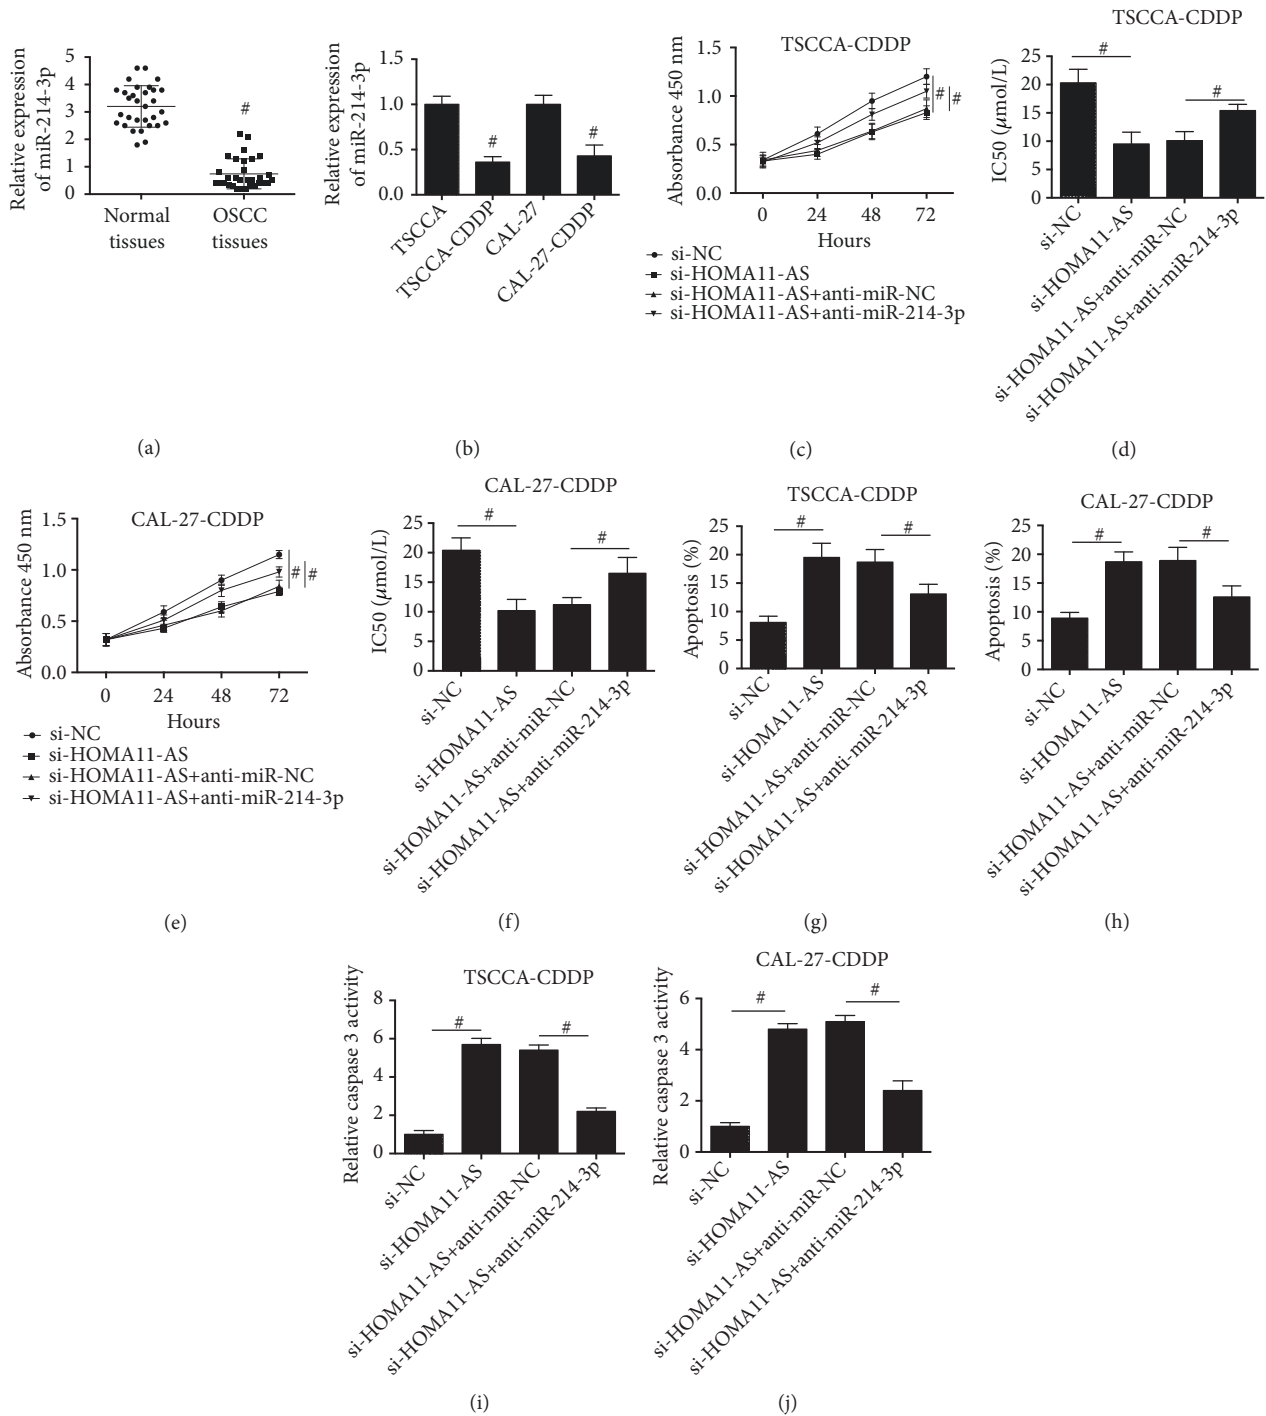 Relative expression
of miR-214-3p
5
4
3
2
1
0
#
Normal
tissues
OSCC
tissues
(a)
Relative expression
of miR-214-3p
1.5
1.0
0.5
0.0
#
#
TSCCA
TSCCA-CDDP
CAL-27
CAL-27-CDDP
(b)
TSCCA-CDDP
Absorbance 450 nm
1.5
1.0
0.5
0.0
# #
0 24 48 72
Hours
si-NC
si-HOMA11-AS
si-HOMA11-AS+anti-miR-NC
si-HOMA11-AS+anti-miR-214-3p
(c)
TSCCA-CDDP
IC50 (μmol/L)
25
20
15
10
5
0
#
#
si-NC
si-HOMA11-AS
si-HOMA11-AS+anti-miR-NC
si-HOMA11-AS+anti-miR-214-3p
(d)
CAL-27-CDDP
Absorbance 450 nm
1.5
1.0
0.5
0.0
# #
0 24 48 72
Hours
si-NC
si-HOMA11-AS
si-HOMA11-AS+anti-miR-NC
si-HOMA11-AS+anti-miR-214-3p
(e)
CAL-27-CDDP
IC50 (μmol/L)
25
20
15
10
5
0
#
#
si-NC
si-HOMA11-AS
si-HOMA11-AS+anti-miR-NC
si-HOMA11-AS+anti-miR-214-3p
(f)
TSCCA-CDDP
Apoptosis (%)
25
20
15
10
5
0
#
#
si-NC
si-HOMA11-AS
si-HOMA11-AS+anti-miR-NC
si-HOMA11-AS+anti-miR-214-3p
(g)
CAL-27-CDDP
Apoptosis (%)
25
20
15
10
5
0
#
#
si-NC
si-HOMA11-AS
si-HOMA11-AS+anti-miR-NC
si-HOMA11-AS+anti-miR-214-3p
(h)
TSCCA-CDDP
Relative caspase 3 activity
8
6
4
2
0
#
#
si-NC
si-HOMA11-AS
si-HOMA11-AS+anti-miR-NC
si-HOMA11-AS+anti-miR-214-3p
(i)
CAL-27-CDDP
Relative caspase 3 activity
6
4
2
0
#
#
si-NC
si-HOMA11-AS
si-HOMA11-AS+anti-miR-NC
si-HOMA11-AS+anti-miR-214-3p
(j)